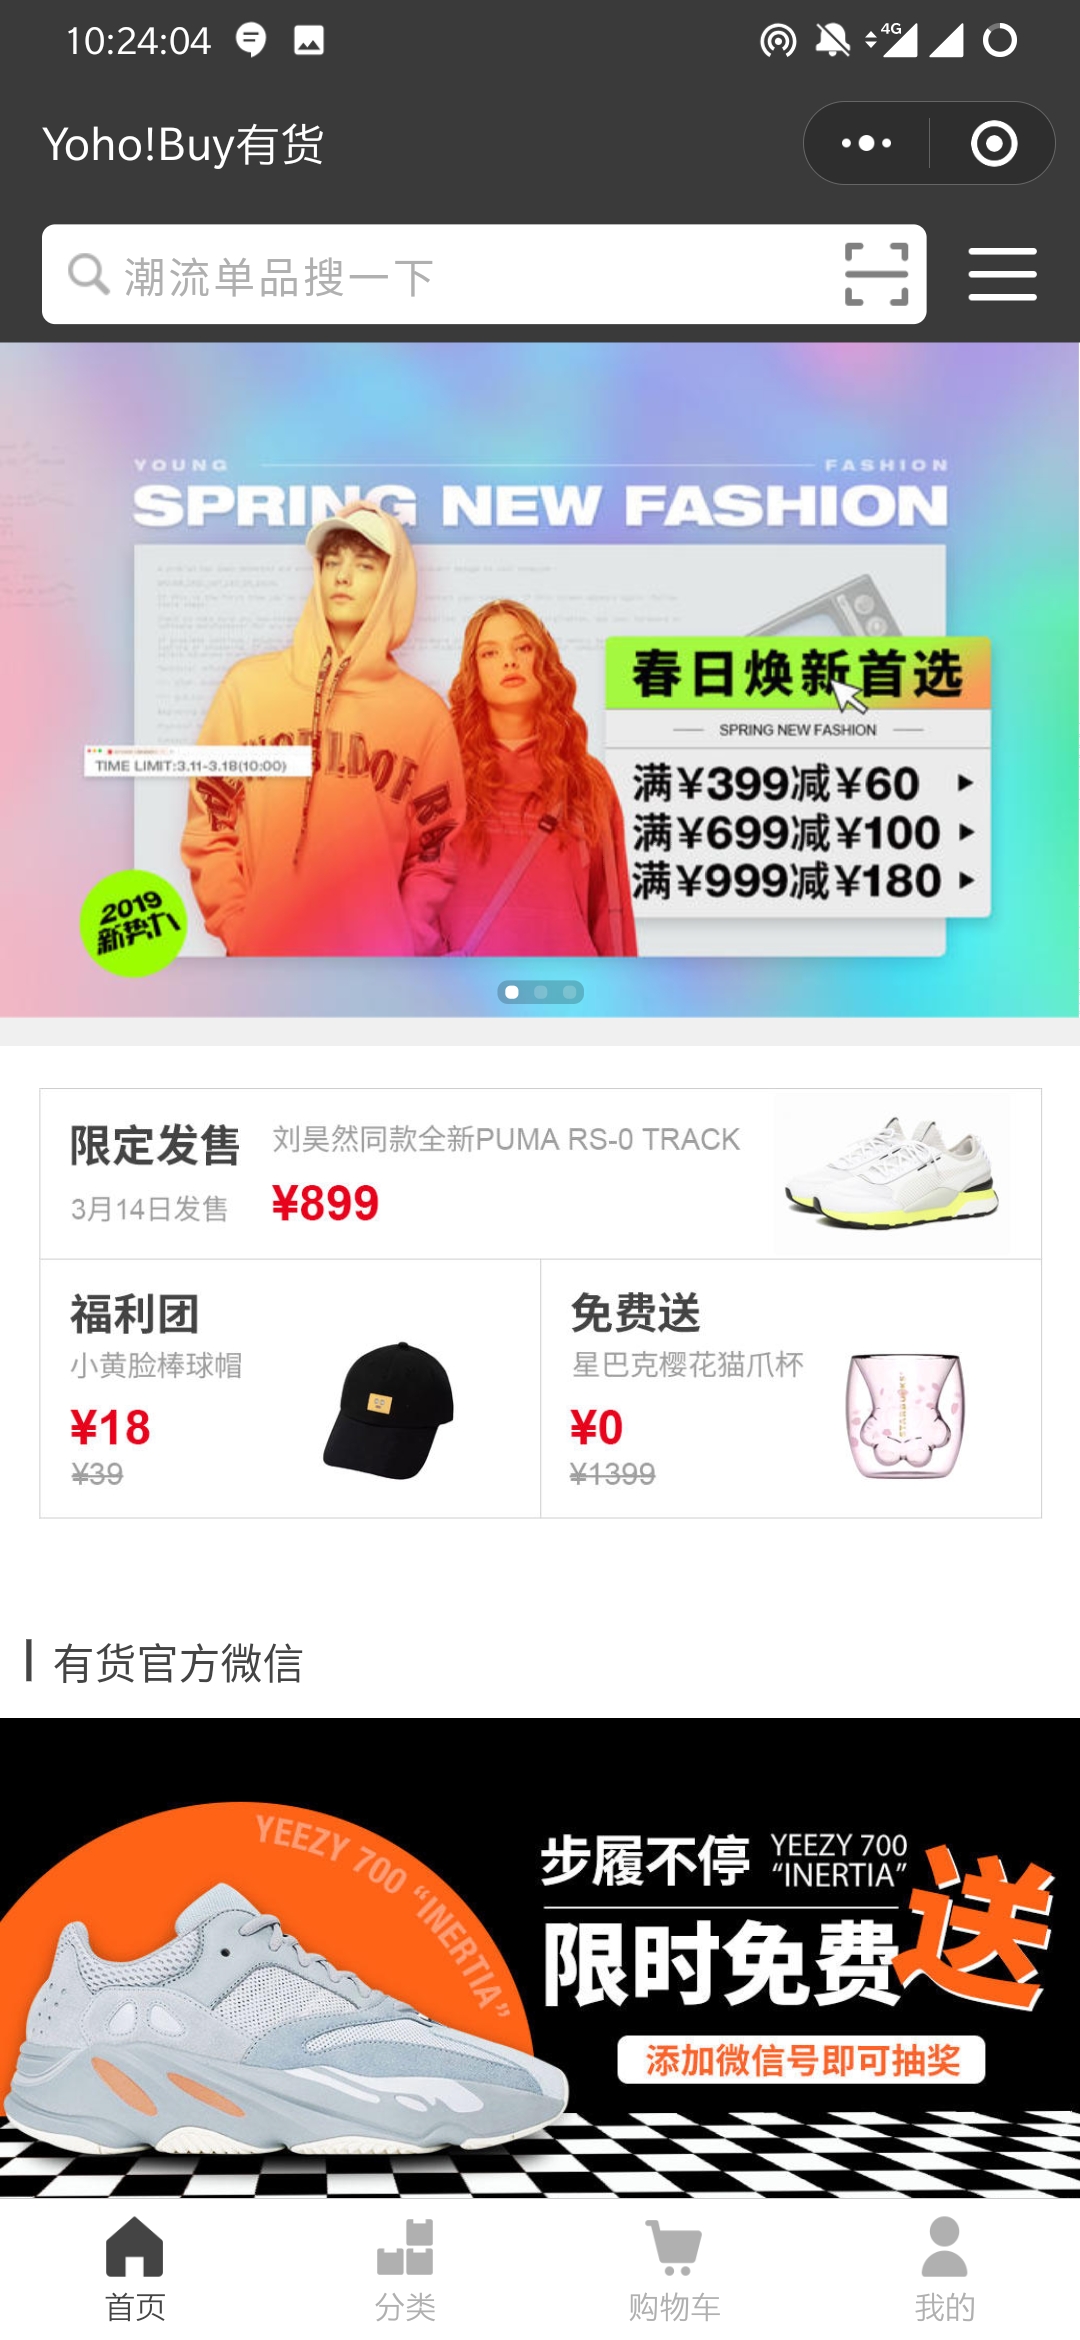 10:24:04
4G
Yoho!Buy有货
潮流单品搜一下
YOUNG FASHION
SPRING NEW FASHION
春日焕新首选
SPRING NEW FASHION
TIME LIMIT:3.11-3.18(10:00)
满¥399减¥60
满¥699减¥100
满¥999减¥180
2019
新势力
限定发售
刘昊然同款全新PUMA RS-0 TRACK
3月14日发售
¥899
福利团
小黄脸棒球帽
¥18
¥39
免费送
星巴克樱花猫爪杯
¥0
¥1399
STARBUCKS
有货官方微信
YEEZY 700 “INERTIA”
步履不停 YEEZY 700
“INERTIA”
限时免费送
添加微信号即可抽奖
首页
分类
购物车
我的